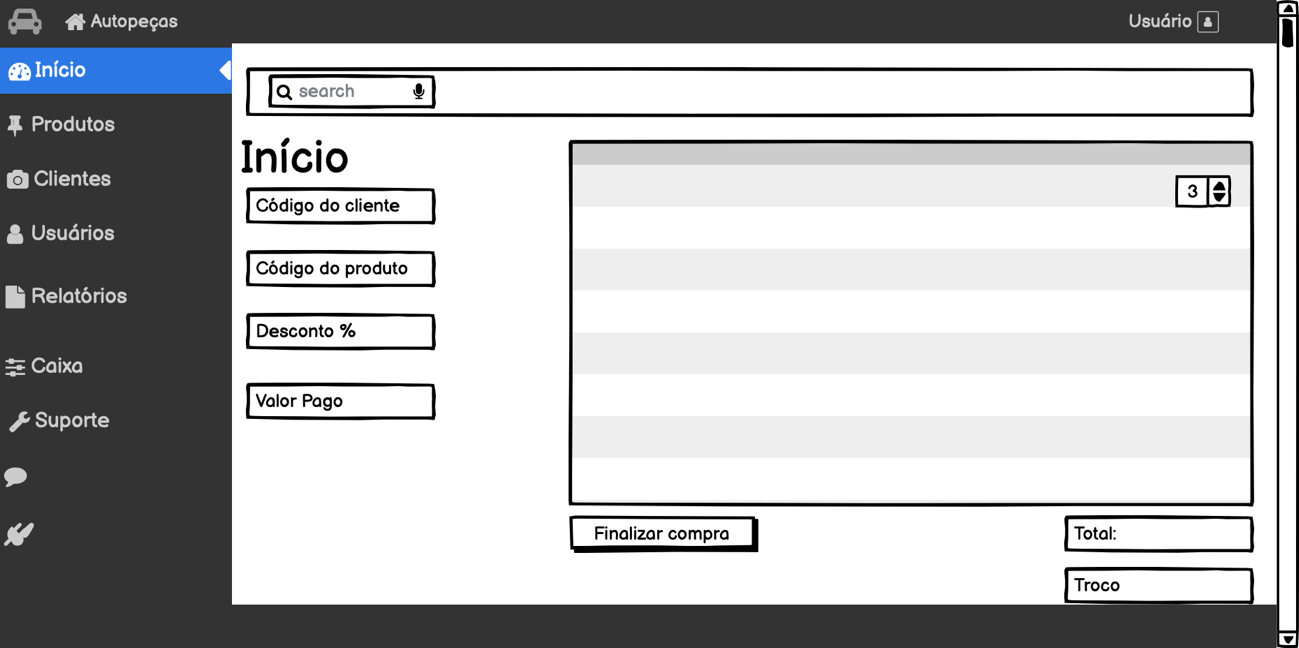 Autopeças
Usuário
Início
Produtos
Clientes
Usuários
Relatórios
Caixa
Suporte
search
Início
Código do cliente
Código do produto
Desconto %
Valor Pago
3
Finalizar compra
Total:
Troco